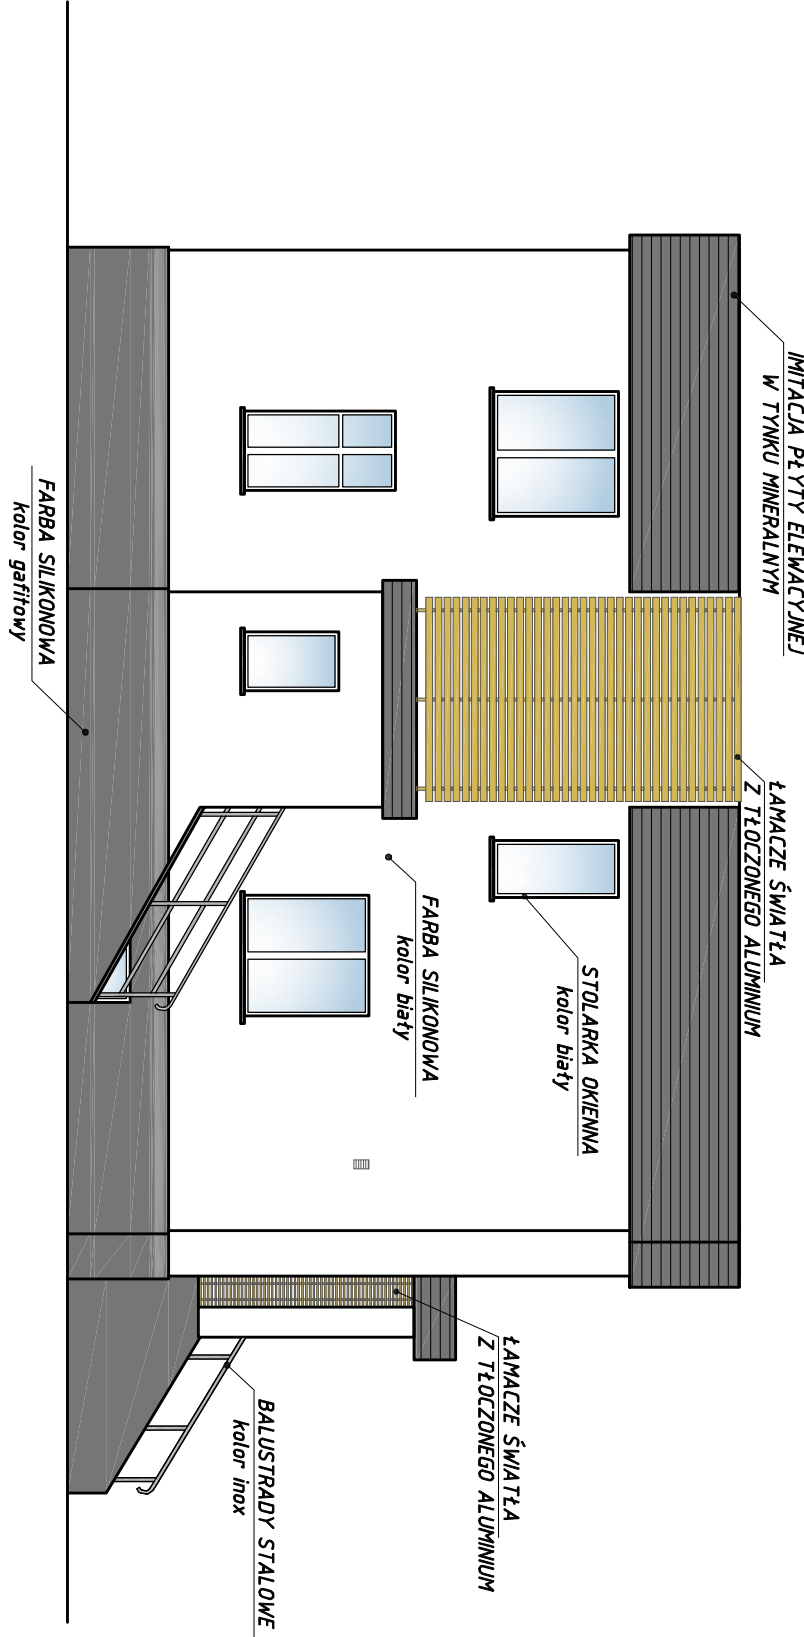 IMITACJA PŁYTY ELEWACYJNEJ
W TYNKU MINERALNYM
ŁAMACZE ŚWIATŁA
Z TŁOCZONEGO ALUMINIUM
STOLARKA OKIENNA
kolor biały
FARBA SILIKONOWA
kolor biały
ŁAMACZE ŚWIATŁA
Z TŁOCZONEGO ALUMINIUM
BALUSTRADY STALOWE
kolor inox
FARBA SILIKONOWA
kolor gafitowy